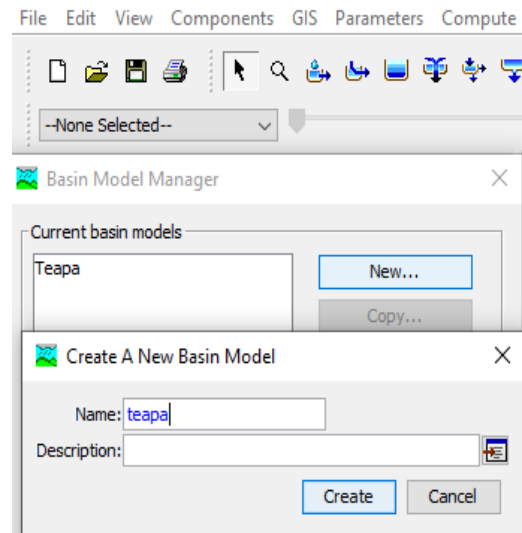 File Edit View Components GIS Parameters Compute
--None Selected--
Basin Model Manager
Current basin models
Teapa
New...
Copy...
Create A New Basin Model
Name: teapa
Description:
Create Cancel